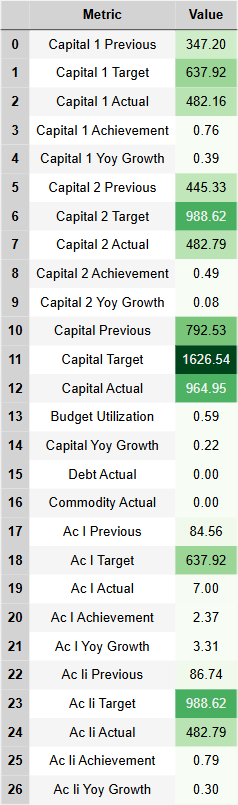 Metric Value
0 Capital 1 Previous 347.20
1 Capital 1 Target 637.92
2 Capital 1 Actual 482.16
3 Capital 1 Achievement 0.76
4 Capital 1 Yoy Growth 0.39
5 Capital 2 Previous 445.33
6 Capital 2 Target 988.62
7 Capital 2 Actual 482.79
8 Capital 2 Achievement 0.49
9 Capital 2 Yoy Growth 0.08
10 Capital Previous 792.53
11 Capital Target 1626.54
12 Capital Actual 964.95
13 Budget Utilization 0.59
14 Capital Yoy Growth 0.22
15 Debt Actual 0.00
16 Commodity Actual 0.00
17 Ac I Previous 84.56
18 Ac I Target 637.92
19 Ac I Actual 7.00
20 Ac I Achievement 2.37
21 Ac I Yoy Growth 3.31
22 Ac Ii Previous 86.74
23 Ac Ii Target 988.62
24 Ac Ii Actual 482.79
25 Ac Ii Achievement 0.79
26 Ac Ii Yoy Growth 0.30